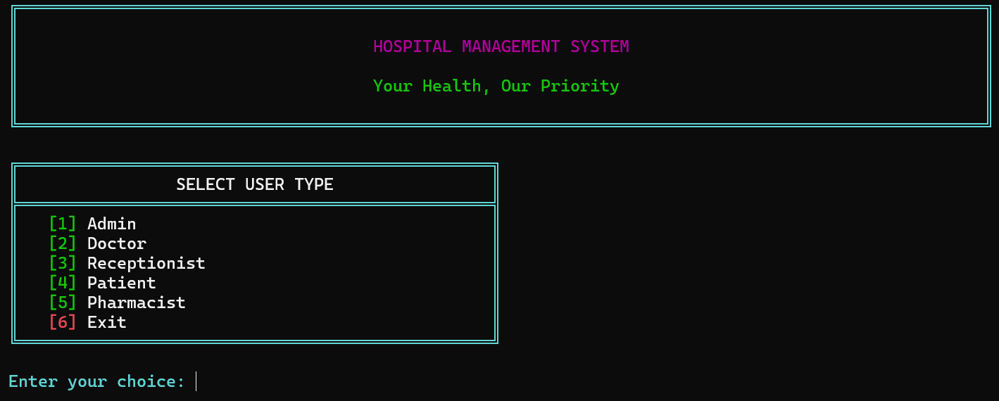 HOSPITAL MANAGEMENT SYSTEM
Your Health, Our Priority
SELECT USER TYPE
[1] Admin
[2] Doctor
[3] Receptionist
[4] Patient
[5] Pharmacist
[6] Exit
Enter your choice: